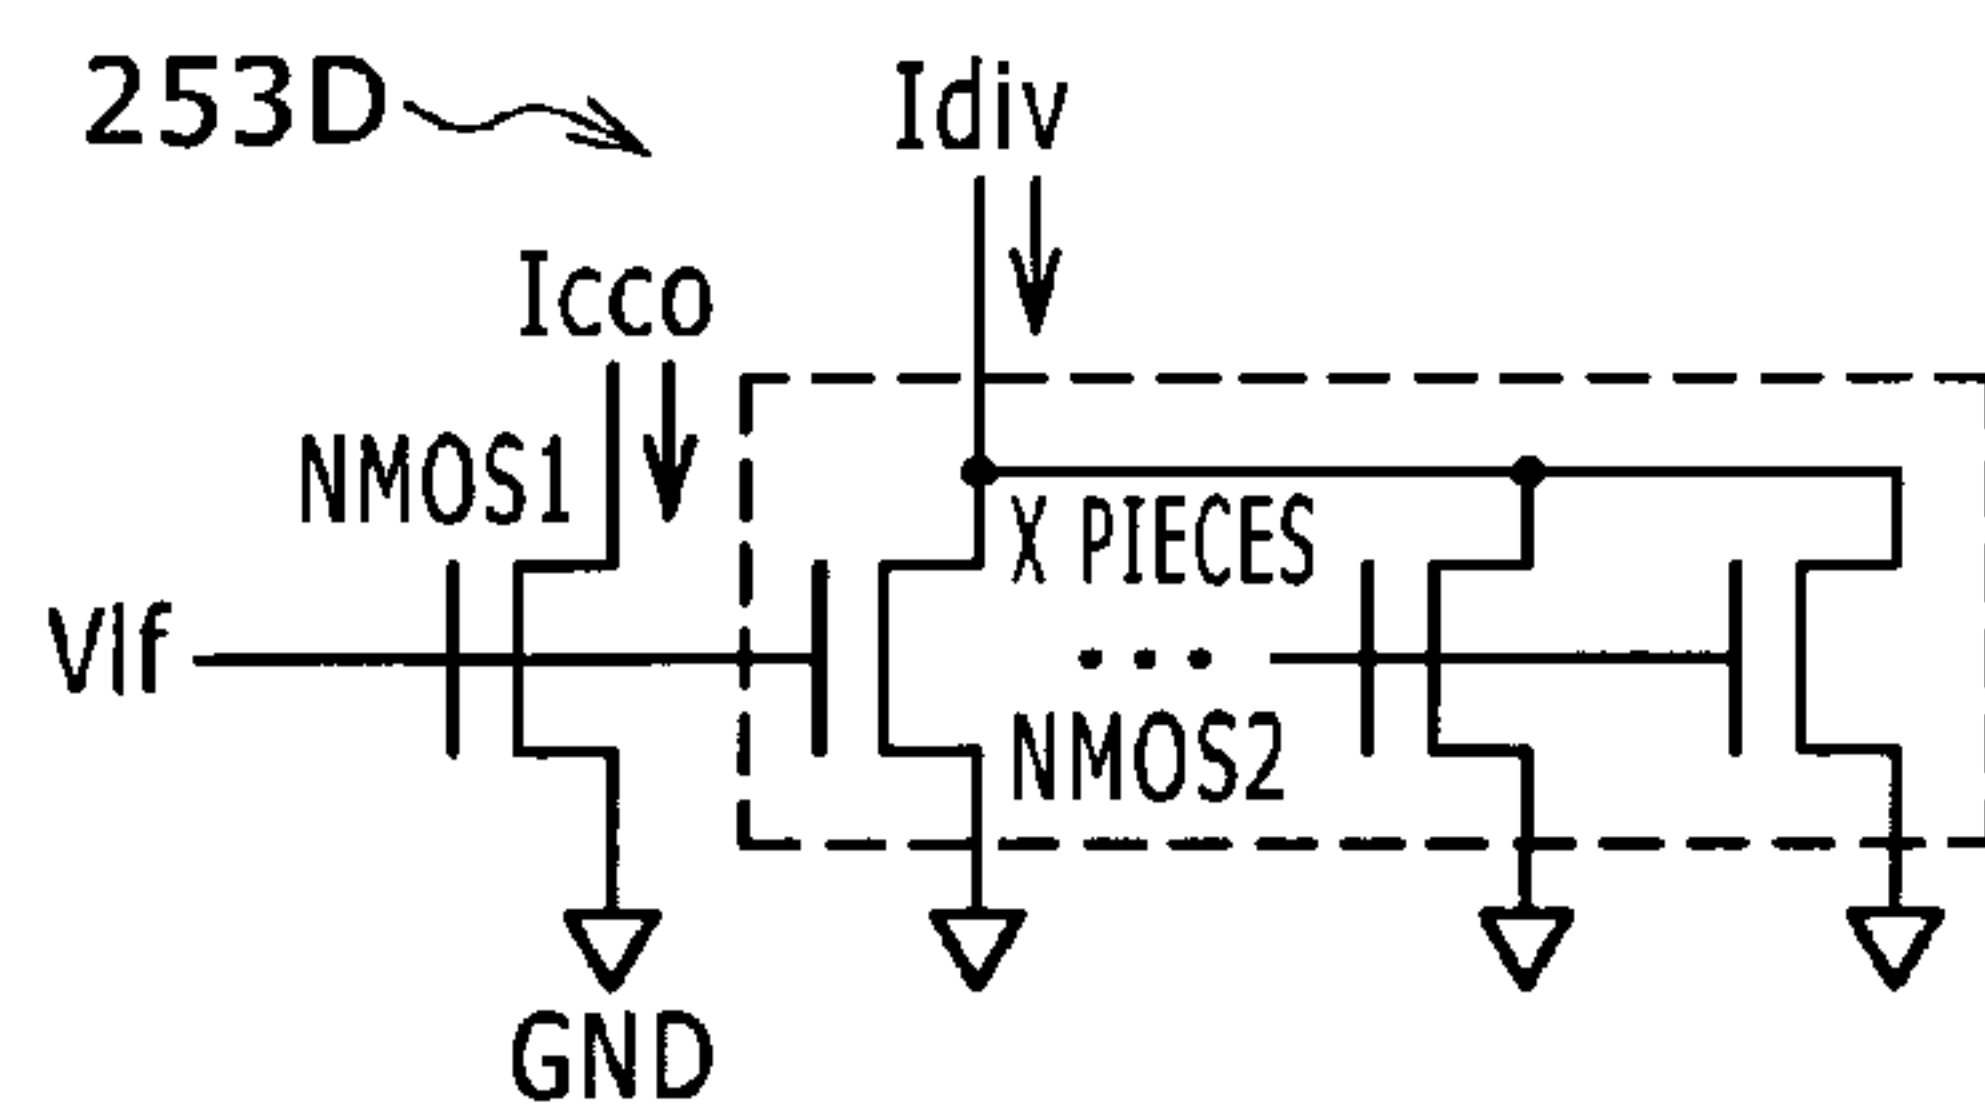 253D
Idiv
Icco
NMOS1
X PIECES
Vlf
NMOS2
GND